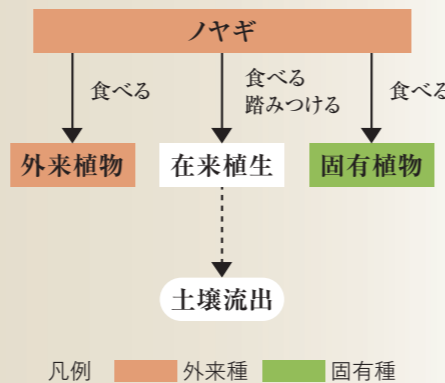 ノヤギ
食べる
食べる
踏みつける
食べる
外来植物
在来植生
固有植物
土壌流出
凡例
外来種
固有種